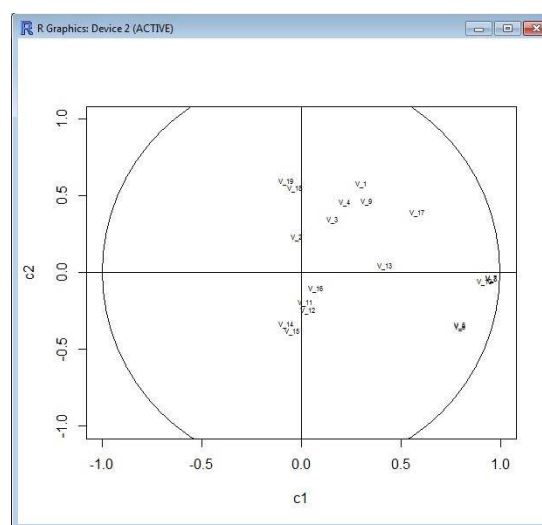 R Graphics: Device 2 (ACTIVE)
1.0
0.5
0.0
-0.5
-1.0
c2
V_19
V_18
V_1
V_4
V_9
V_17
V_3
V_2
V_13
V_16
V_11
V_12
V_14
V_15
-1.0
-0.5
0.0
0.5
1.0
c1